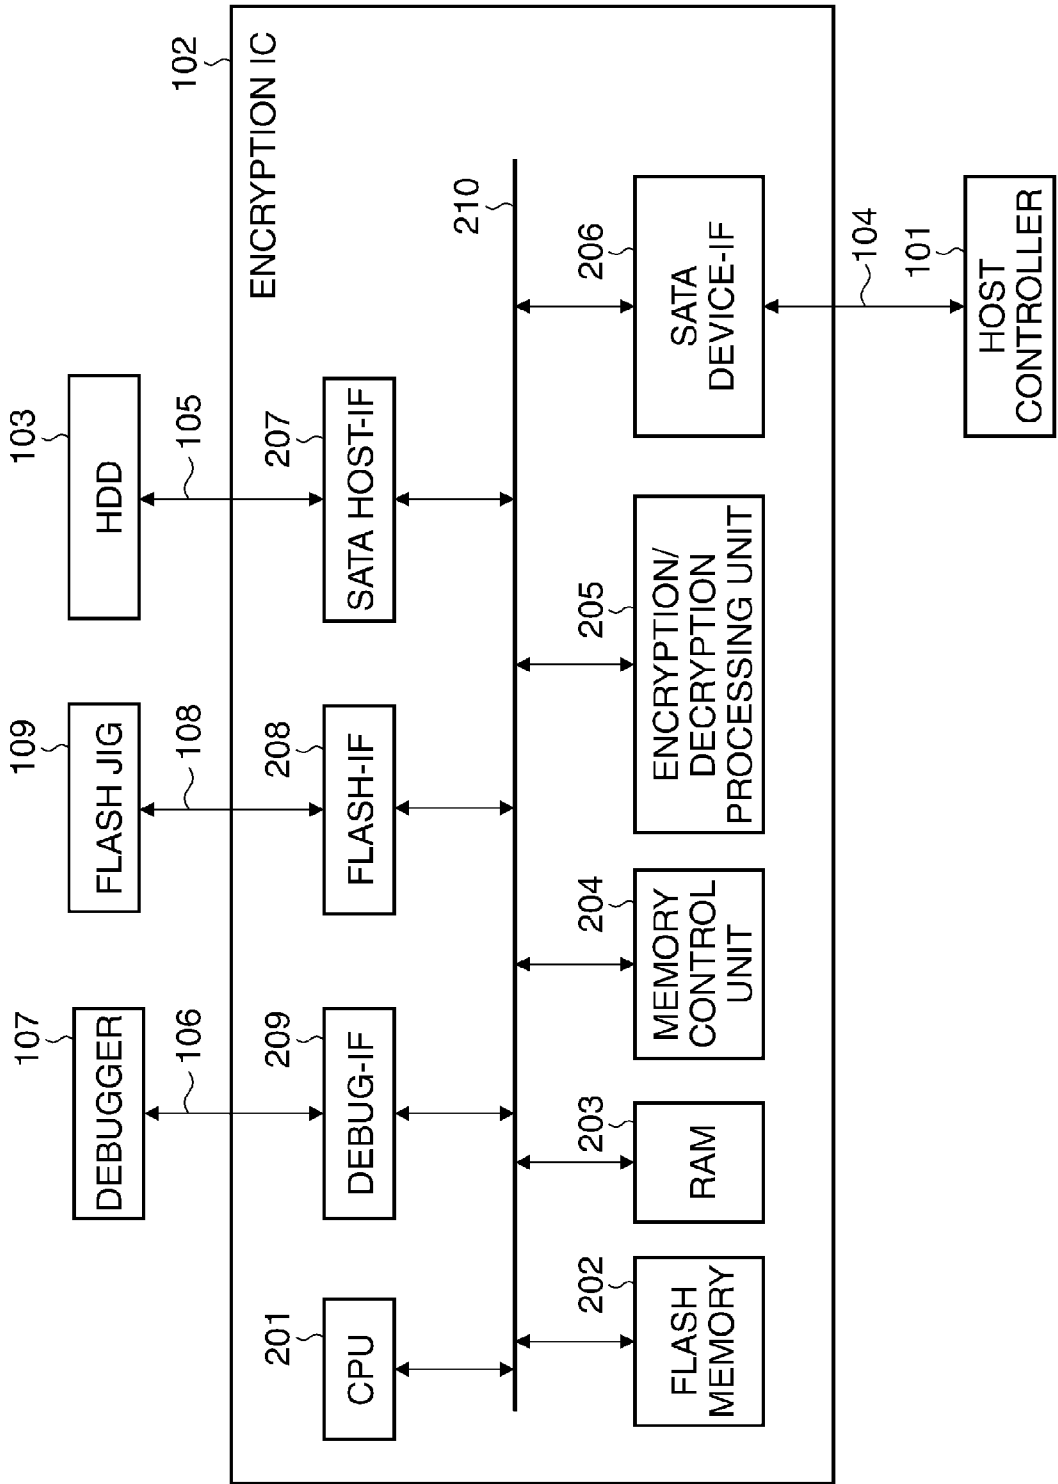 107
109
103
DEBUGGER
FLASH JIG
HDD
106
108
105
102
ENCRYPTION IC
201
209
208
207
CPU
DEBUG-IF
FLASH-IF
SATA HOST-IF
210
202
203
204
205
206
FLASH
MEMORY
RAM
MEMORY
CONTROL
UNIT
ENCRYPTION/
DECRYPTION
PROCESSING UNIT
SATA
DEVICE-IF
104
101
HOST
CONTROLLER